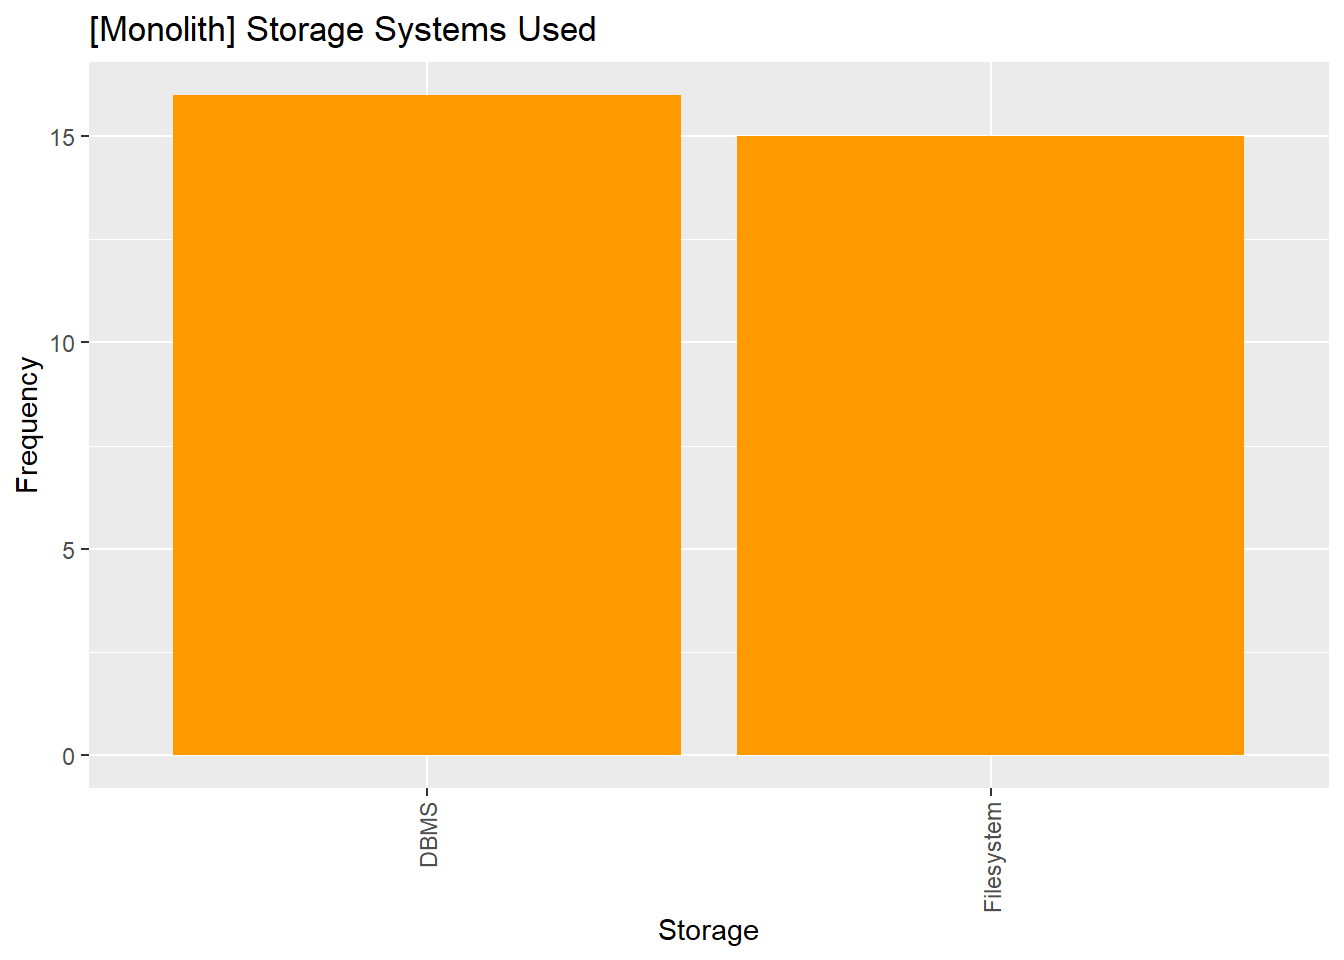 [Monolith] Storage Systems Used
Frequency
15
10
5
0
DBMS
Filesystem
Storage